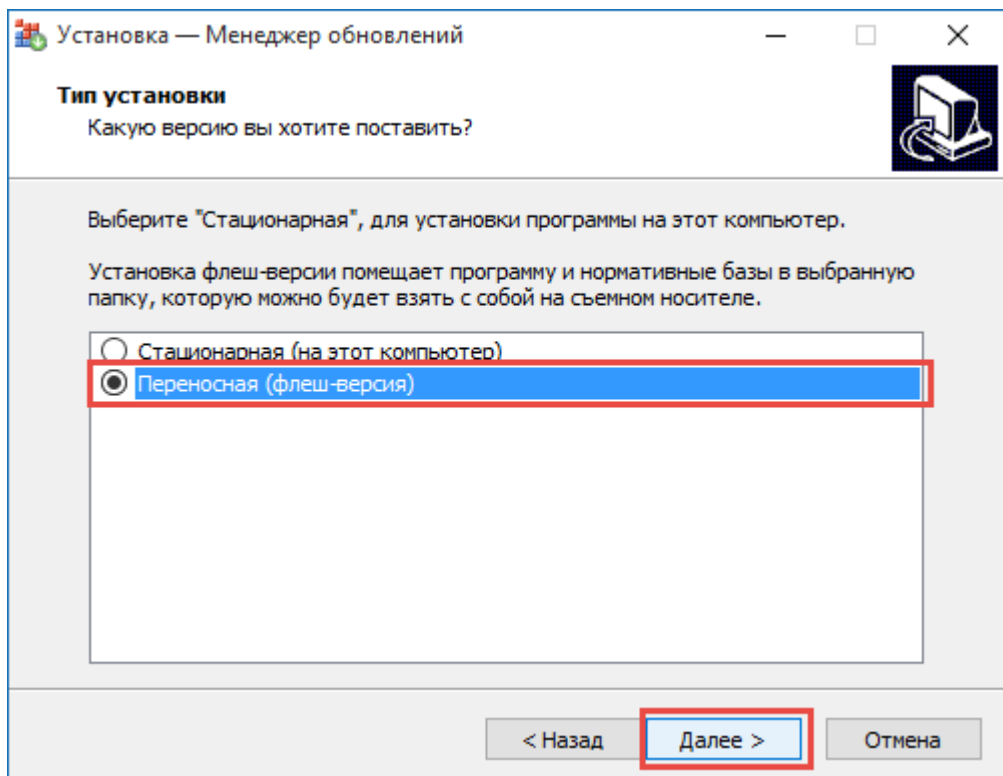 Установка — Менеджер обновлений
Тип установки
Какую версию вы хотите поставить?
Выберите "Стационарная", для установки программы на этот компьютер.
Установка флеш-версии помещает программу и нормативные базы в выбранную
папку, которую можно будет взять с собой на съемном носителе.
Стационарная (на этот компьютер)
Переносная (флеш-версия)
< Назад
Далее >
Отмена